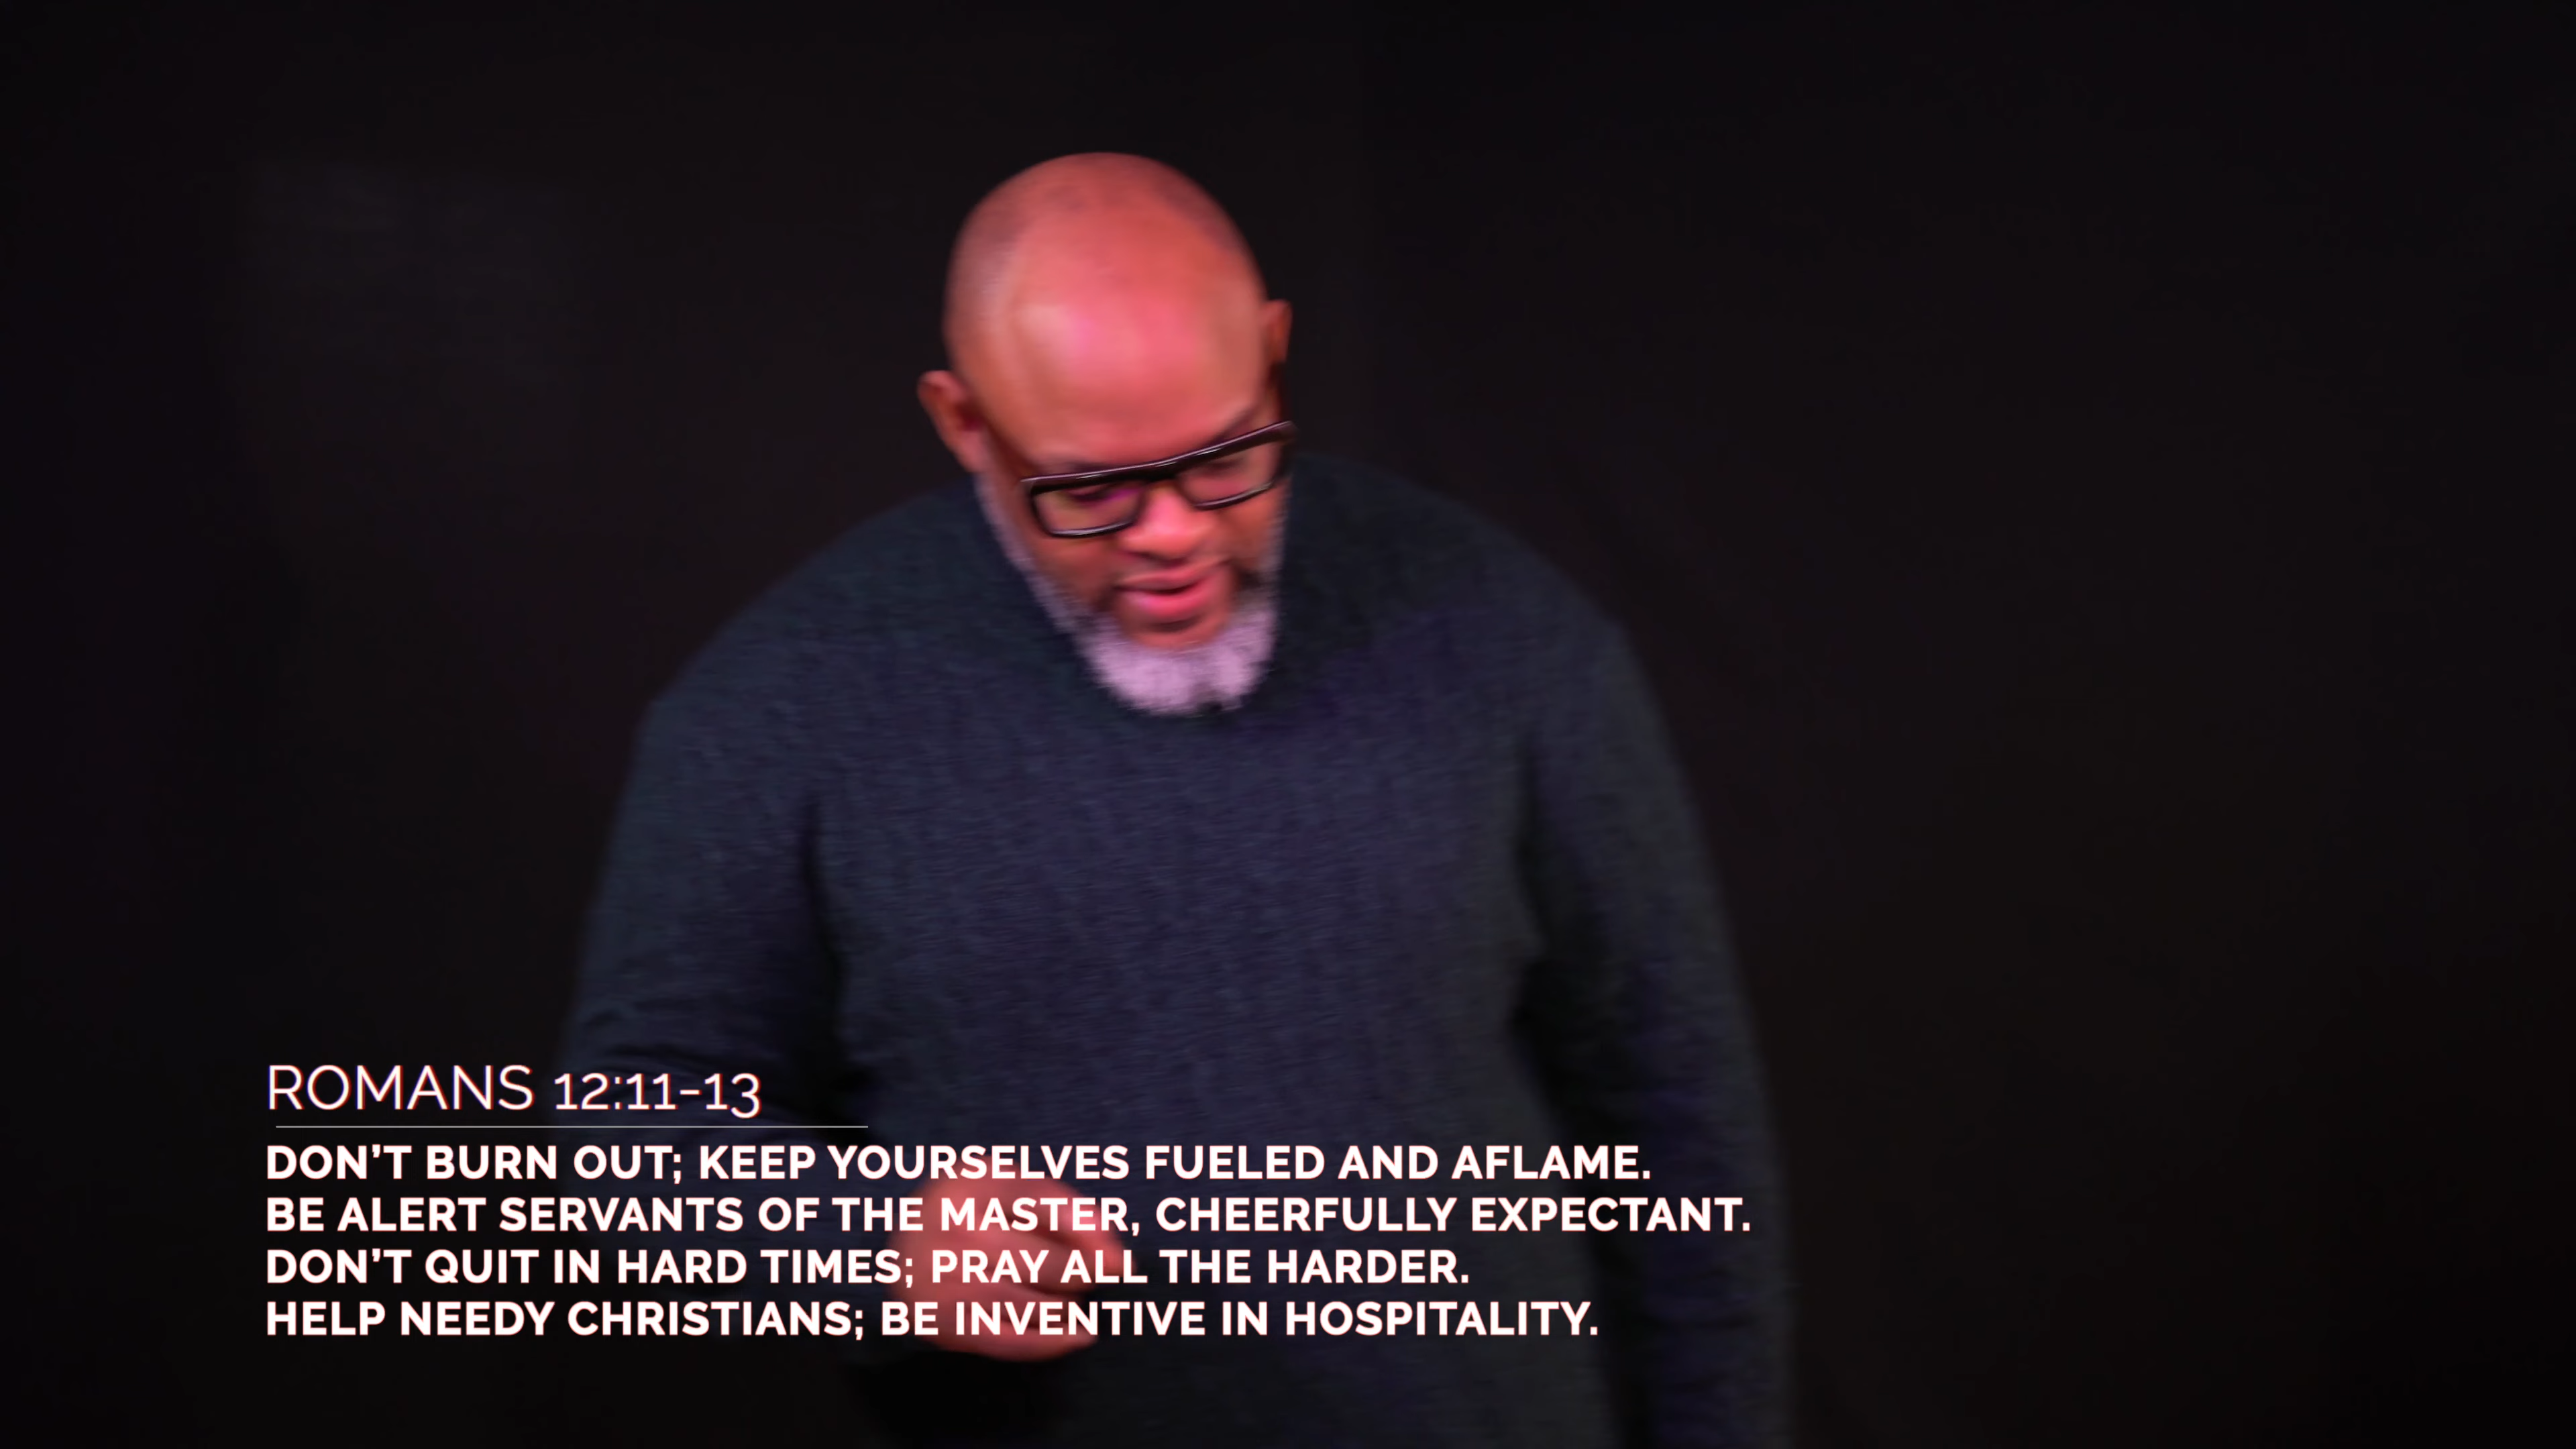 ROMANS 12:11-13
DON'T BURN OUT; KEEP YOURSELVES FUELED AND AFLAME.
BE ALERT SERVANTS OF THE MASTER, CHEERFULLY EXPECTANT.
DON'T QUIT IN HARD TIMES; PRAY ALL THE HARDER.
HELP NEEDY CHRISTIANS; BE INVENTIVE IN HOSPITALITY.